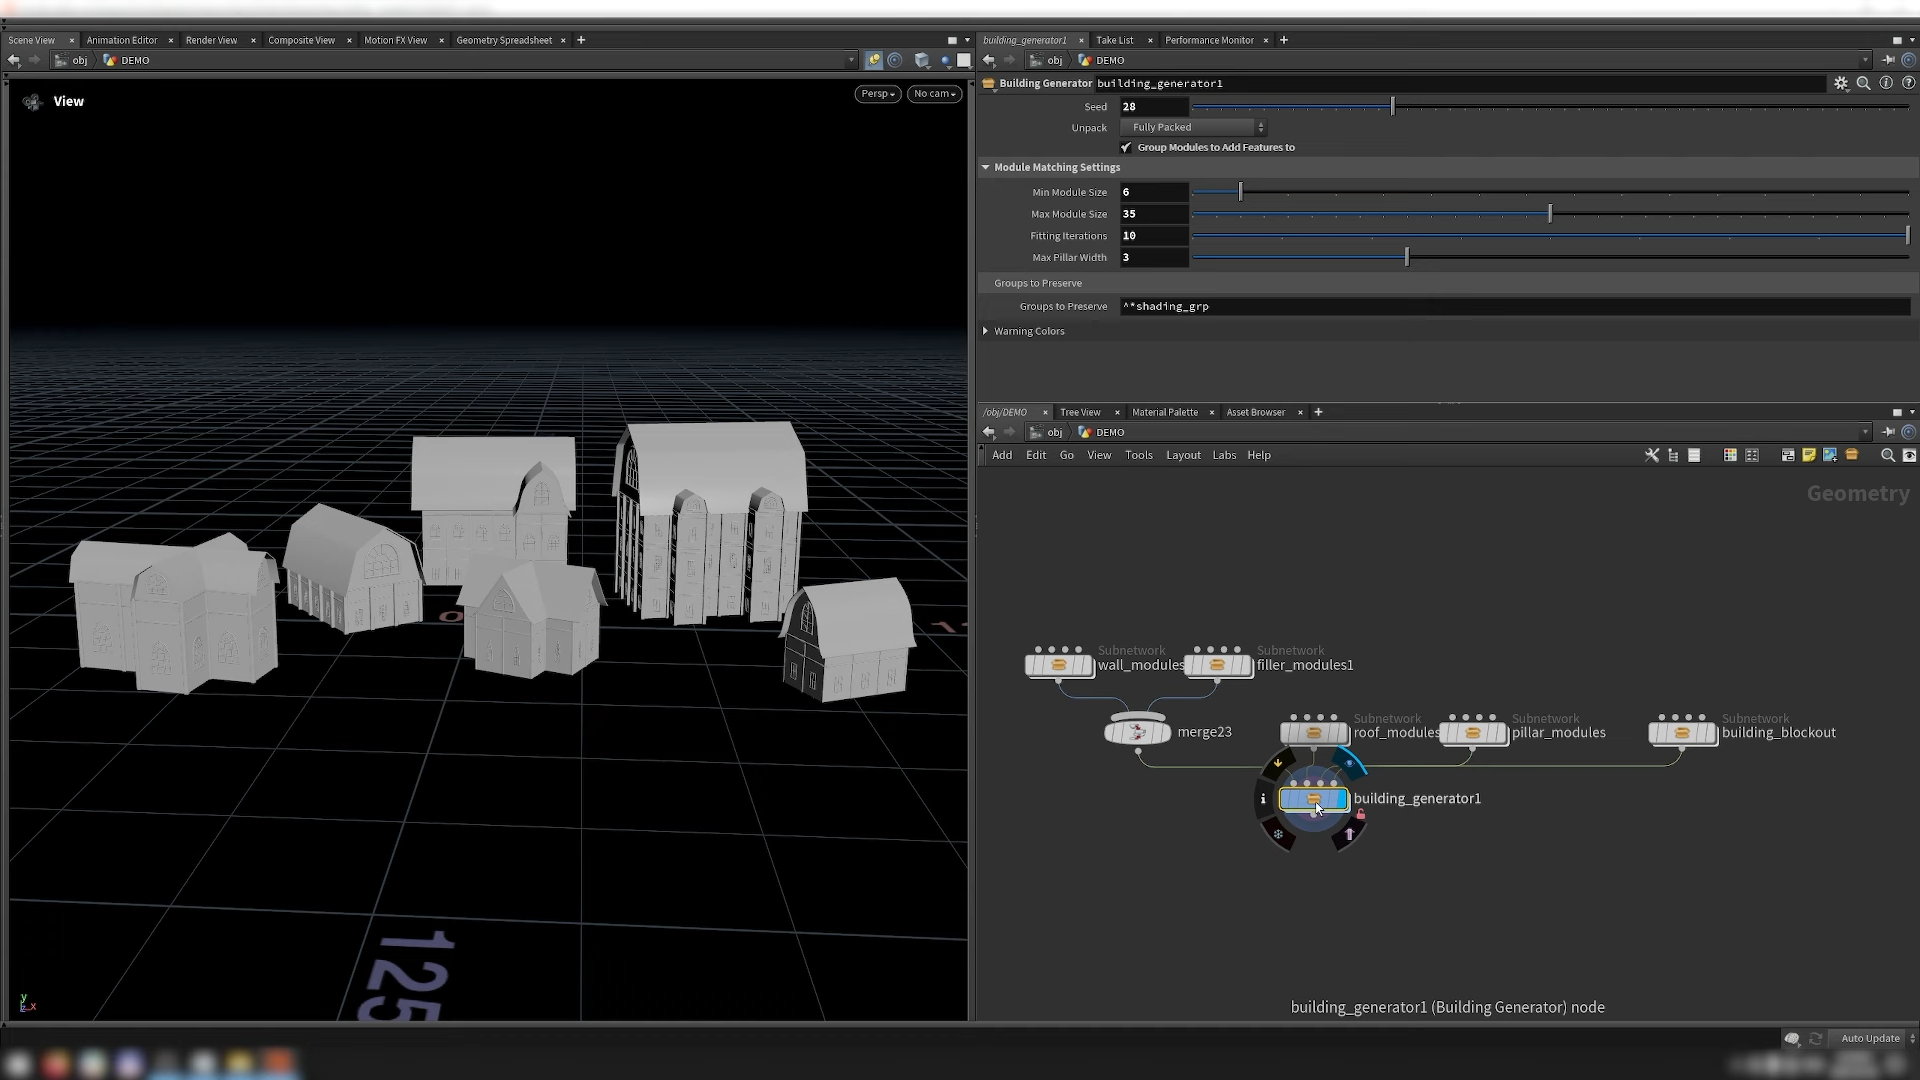 Scene View
Animation Editor
Render View
Composite View
Motion FX View
Geometry Spreadsheet
obj
DEMO
View
Persp
No cam
125
y
z x
building_generator1
Take List
Performance Monitor
obj
DEMO
Building Generator
building_generator1
Seed
28
Unpack
Fully Packed
Group Modules to Add Features to
Module Matching Settings
Min Module Size
6
Max Module Size
35
Fitting Iterations
10
Max Pillar Width
3
Groups to Preserve
Groups to Preserve
^*shading_grp
Warning Colors
/obj/DEMO
Tree View
Material Palette
Asset Browser
obj
DEMO
Add
Edit
Go
View
Tools
Layout
Labs
Help
Geometry
Subnetwork
wall_modules
Subnetwork
filler_modules1
merge23
Subnetwork
roof_modules
Subnetwork
pillar_modules
Subnetwork
building_blockout
building_generator1
building_generator1 (Building Generator) node
Auto Update